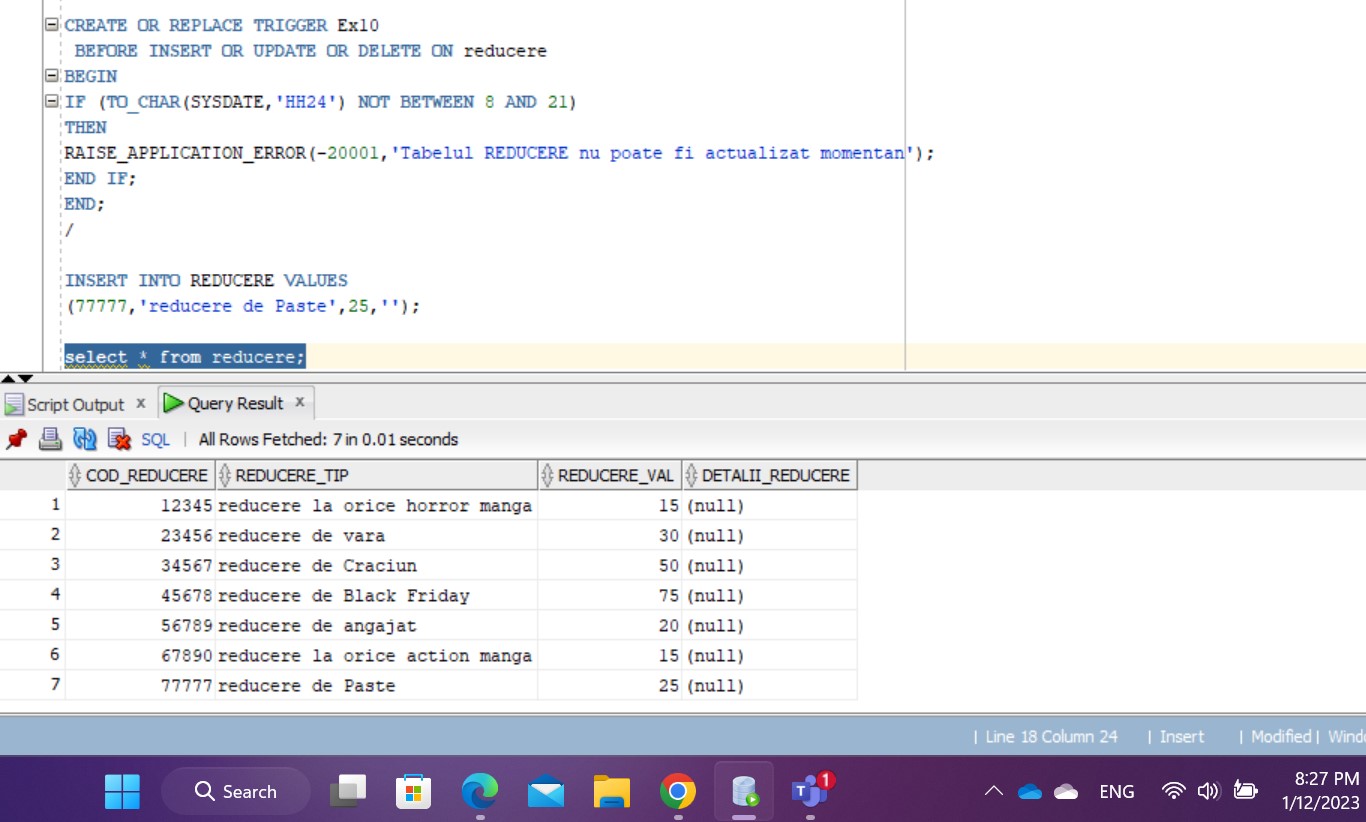 CREATE OR REPLACE TRIGGER Ex10
BEFORE INSERT OR UPDATE OR DELETE ON reducere
BEGIN
IF (TO_CHAR(SYSDATE,'HH24') NOT BETWEEN 8 AND 21)
THEN
RAISE_APPLICATION_ERROR(-20001,'Tabelul REDUCERE nu poate fi actualizat momentan');
END IF;
END;
/
INSERT INTO REDUCERE VALUES
(77777,'reducere de Paste',25,'');
select * from reducere;
Script Output x Query Result x
SQL | All Rows Fetched: 7 in 0.01 seconds
COD_REDUCERE REDUCERE_TIP REDUCERE_VAL DETALII_REDUCERE
1 12345 reducere la orice horror manga 15 (null)
2 23456 reducere de vara 30 (null)
3 34567 reducere de Craciun 50 (null)
4 45678 reducere de Black Friday 75 (null)
5 56789 reducere de angajat 20 (null)
6 67890 reducere la orice action manga 15 (null)
7 77777 reducere de Paste 25 (null)
| Line 18 Column 24 | Insert | Modified | Windo
Search 1 ENG 8:27 PM
1/12/2023